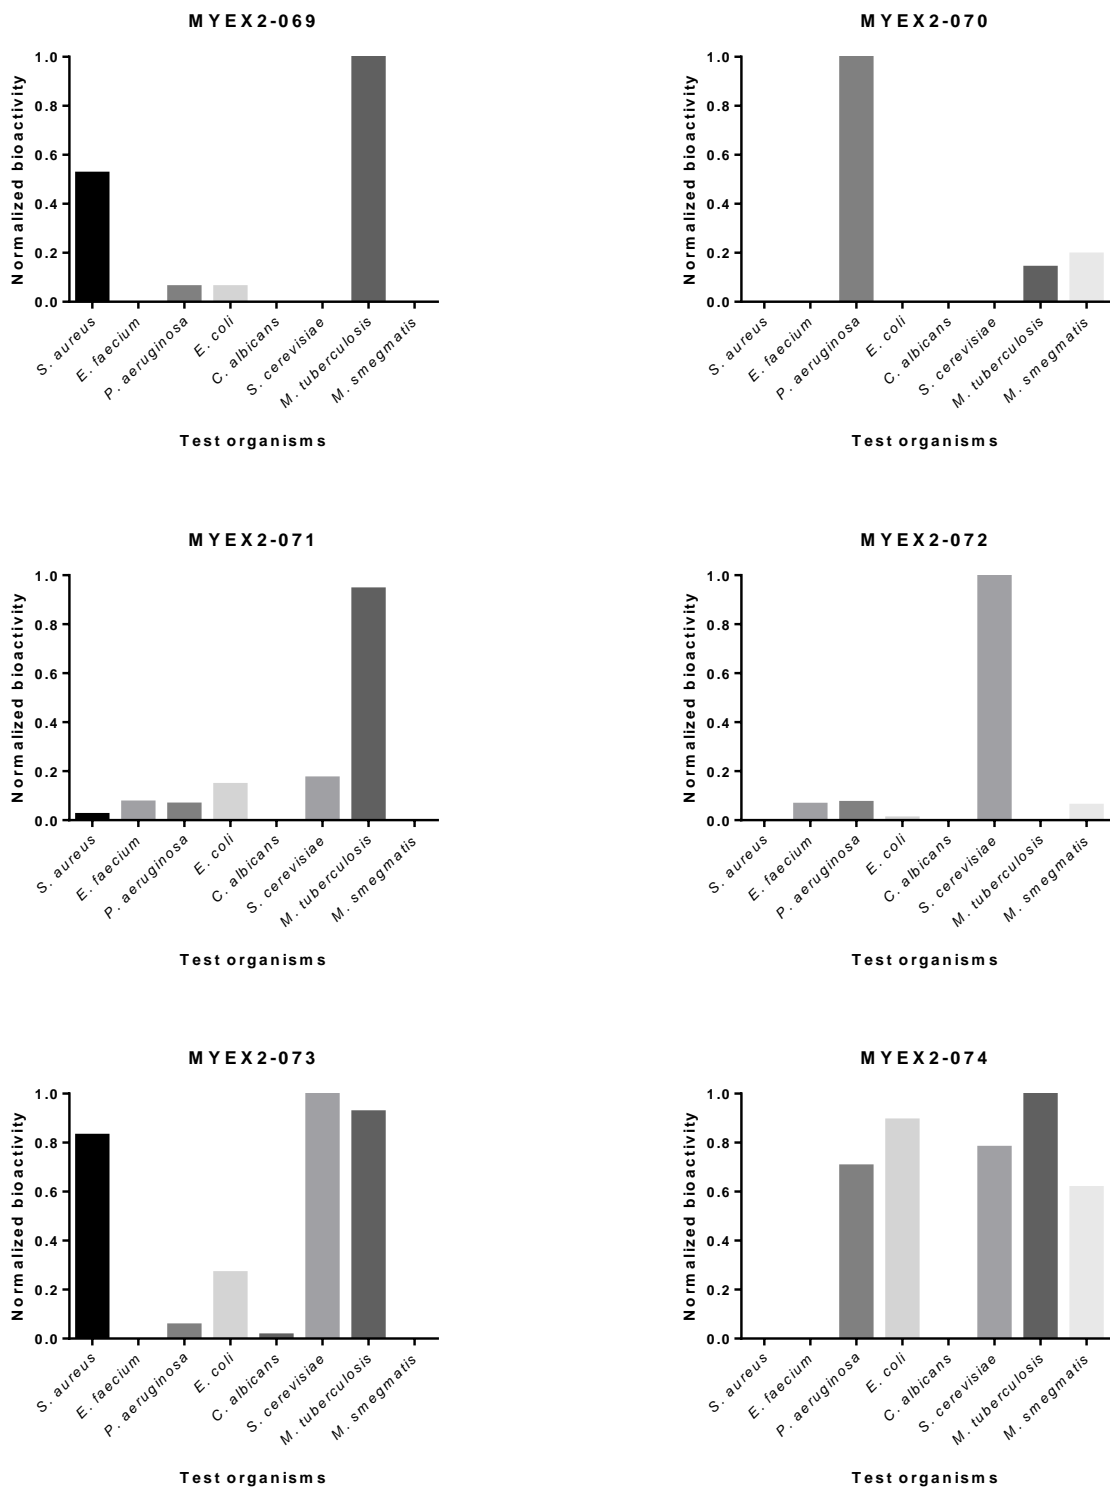 MYEX2-069
Normalized bioactivity
1.0
0.8
0.6
0.4
0.2
0.0
S. aureus
E. faecium
P. aeruginosa
E. coli
C. albicans
S. cerevisiae
M. tuberculosis
M. smegmatis
Test organisms
MYEX2-070
Normalized bioactivity
1.0
0.8
0.6
0.4
0.2
0.0
S. aureus
E. faecium
P. aeruginosa
E. coli
C. albicans
S. cerevisiae
M. tuberculosis
M. smegmatis
Test organisms
MYEX2-071
Normalized bioactivity
1.0
0.8
0.6
0.4
0.2
0.0
S. aureus
E. faecium
P. aeruginosa
E. coli
C. albicans
S. cerevisiae
M. tuberculosis
M. smegmatis
Test organisms
MYEX2-072
Normalized bioactivity
1.0
0.8
0.6
0.4
0.2
0.0
S. aureus
E. faecium
P. aeruginosa
E. coli
C. albicans
S. cerevisiae
M. tuberculosis
M. smegmatis
Test organisms
MYEX2-073
Normalized bioactivity
1.0
0.8
0.6
0.4
0.2
0.0
S. aureus
E. faecium
P. aeruginosa
E. coli
C. albicans
S. cerevisiae
M. tuberculosis
M. smegmatis
Test organisms
MYEX2-074
Normalized bioactivity
1.0
0.8
0.6
0.4
0.2
0.0
S. aureus
E. faecium
P. aeruginosa
E. coli
C. albicans
S. cerevisiae
M. tuberculosis
M. smegmatis
Test organisms